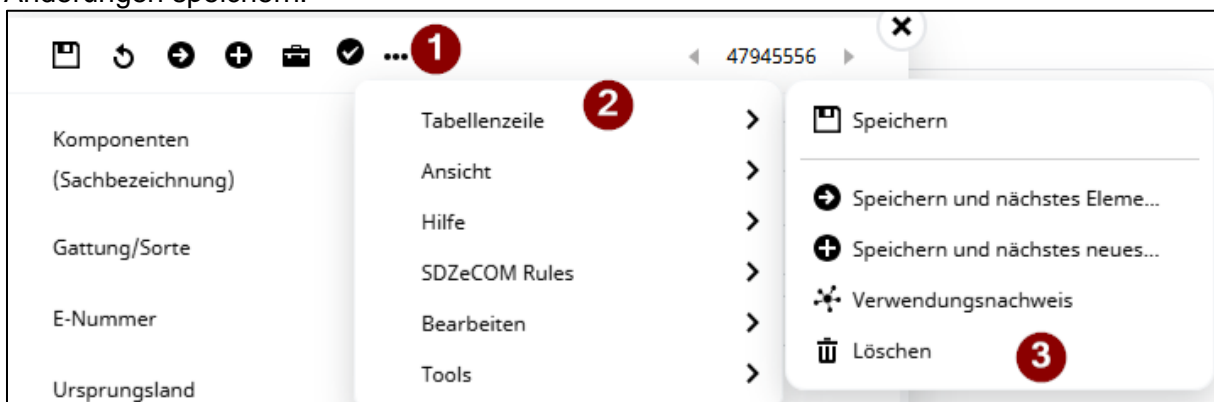 Änderungen speichern.
1
47945556
Komponenten
(Sachbezeichnung)
Gattung/Sorte
E-Nummer
Ursprungsland
2
Tabellenzeile
Ansicht
Hilfe
SDZeCOM Rules
Bearbeiten
Tools
Speichern
Speichern und nächstes Eleme...
Speichern und nächstes neues...
Verwendungsnachweis
Löschen
3